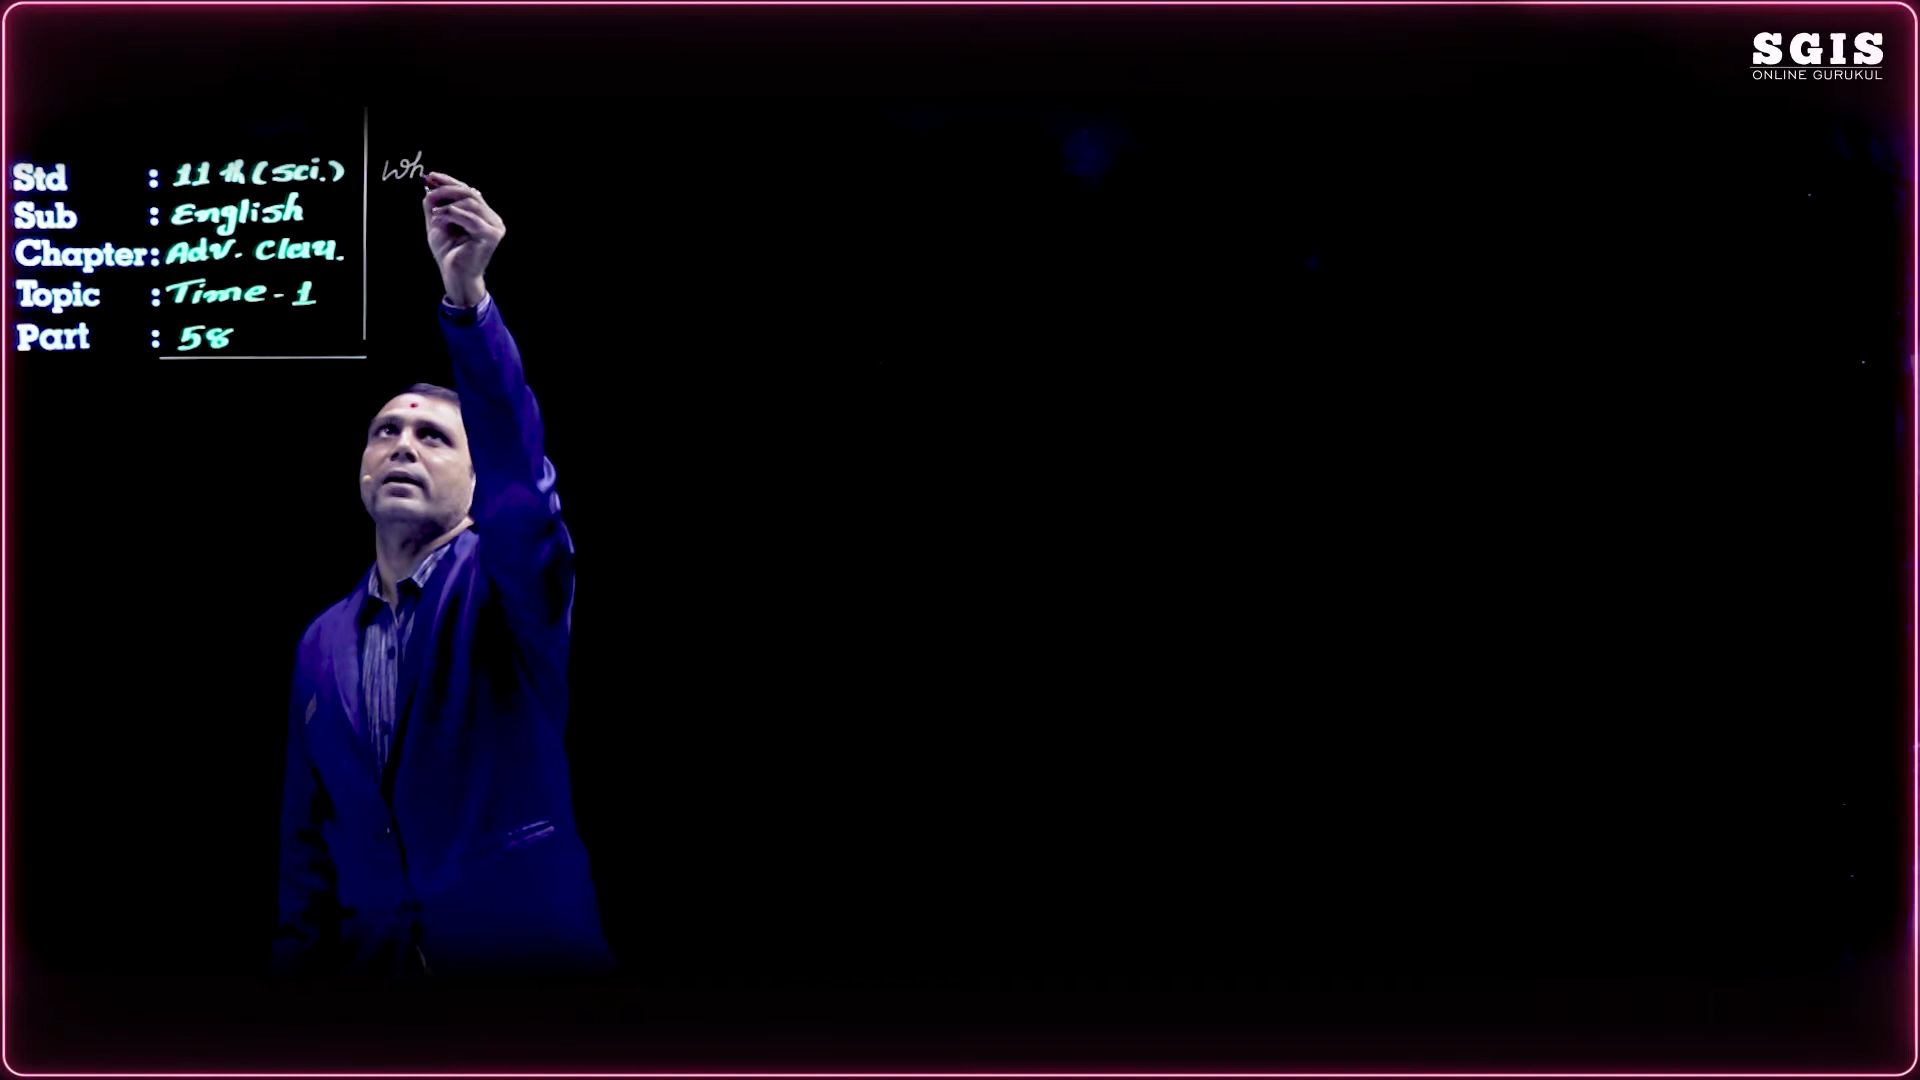 SGIS
ONLINE GURUKUL
Std : 11 th (Sci.)
Sub : English
Chapter: Adv. Clau.
Topic : Time - 1
Part : 58
Wh